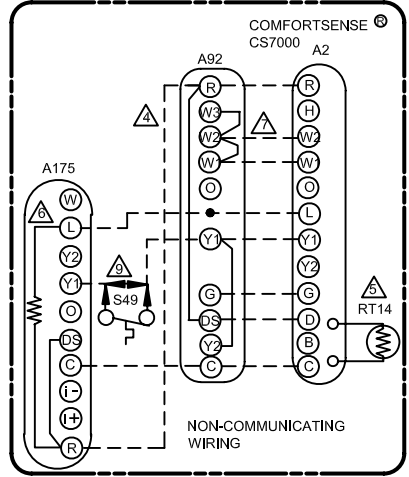 COMFORTSENSE ®
CS7000
A92
A2
R
W3
W2
W1
O
Y1
G
DS
Y2
C
R
H
W2
W1
O
L
Y1
Y2
G
D
B
C
4
7
A175
6
W
L
Y2
Y1
O
DS
C
i-
I+
R
9
S49
5
RT14
NON-COMMUNICATING
WIRING